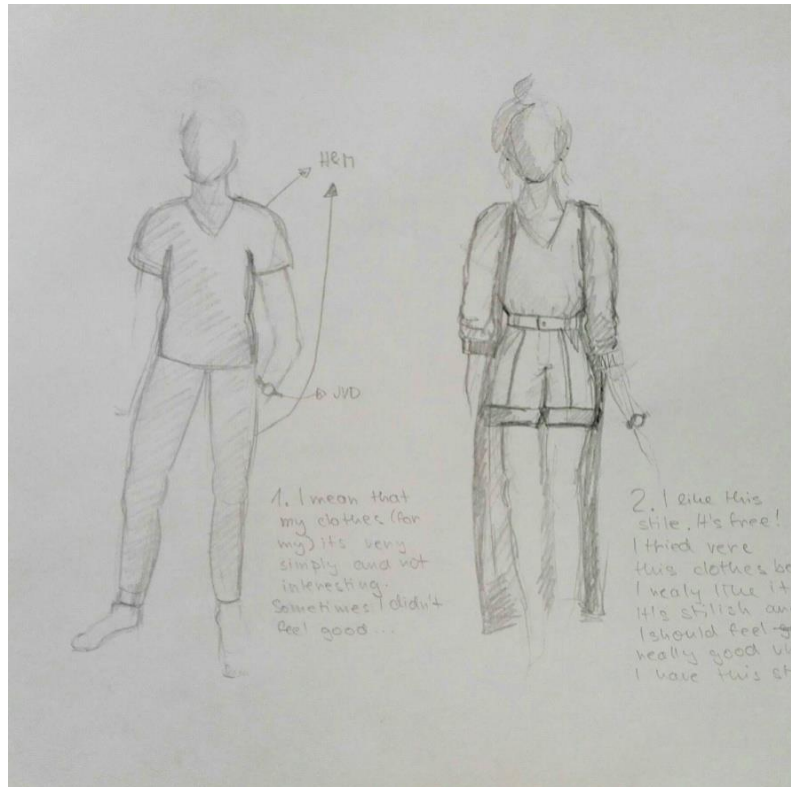 H&M
JVD
1. I mean that
my clothes (for
my) its very
simply and not
interesting.
Sometimes I didn't
feel good...
2. I like this
stile. It's free!
I tried vere
this clothes be
I realy like it
It's stilish an
I should feel
really good
I have this st